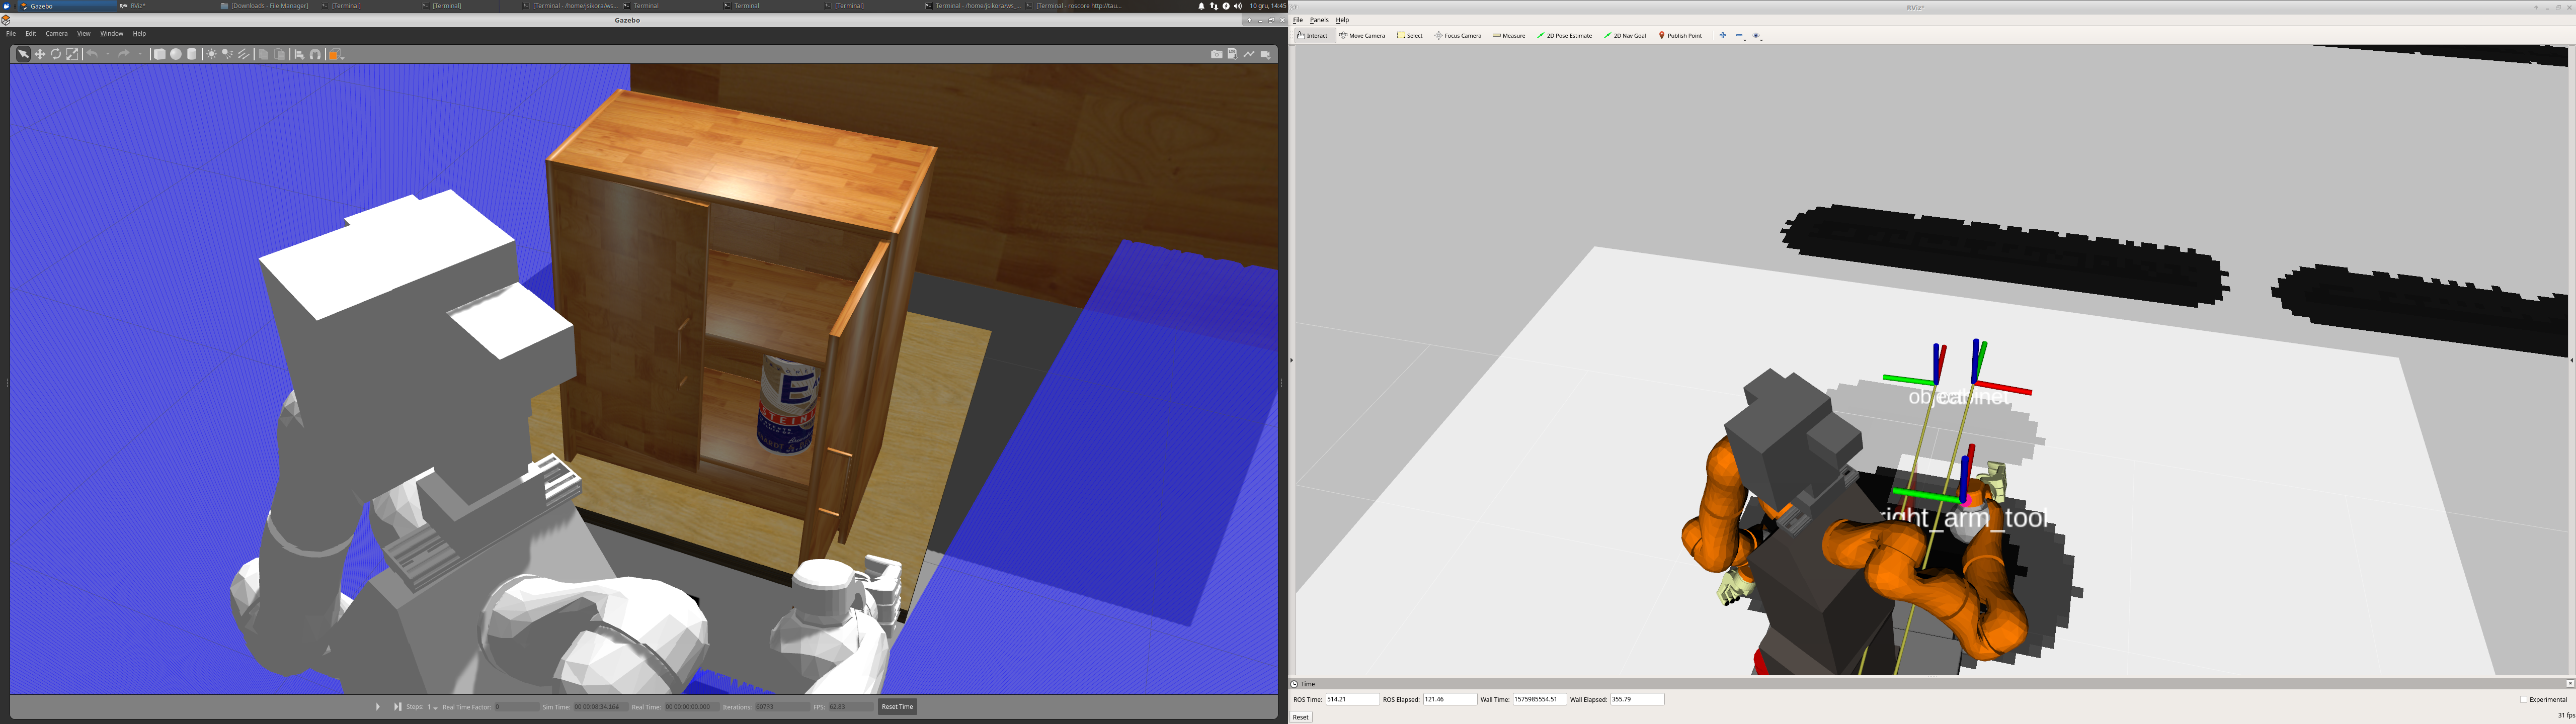 Gazebo
RViz*
[Downloads - File Manager]
[Terminal]
[Terminal]
[Terminal - /home/jsikora/ws_...
Terminal
Terminal
[Terminal]
Terminal - /home/jsikora/ws_...
[Terminal - roscore http://tau...
10 gru, 14:45
Gazebo
File Edit Camera View Window Help
E
STEIN
Steps: 1
Real Time Factor: 0
Sim Time: 00 00:08:34.264
Real Time: 00 00:00:00.000
Iterations: 60773
FPS: 62.83
Reset Time
RViz*
File Panels Help
Interact
Move Camera
Select
Focus Camera
Measure
2D Pose Estimate
2D Nav Goal
Publish Point
right_arm_tool
Time
ROS Time: 514.21
ROS Elapsed: 121.46
Wall Time: 1575985554.51
Wall Elapsed: 355.79
Experimental
Reset
31 fps